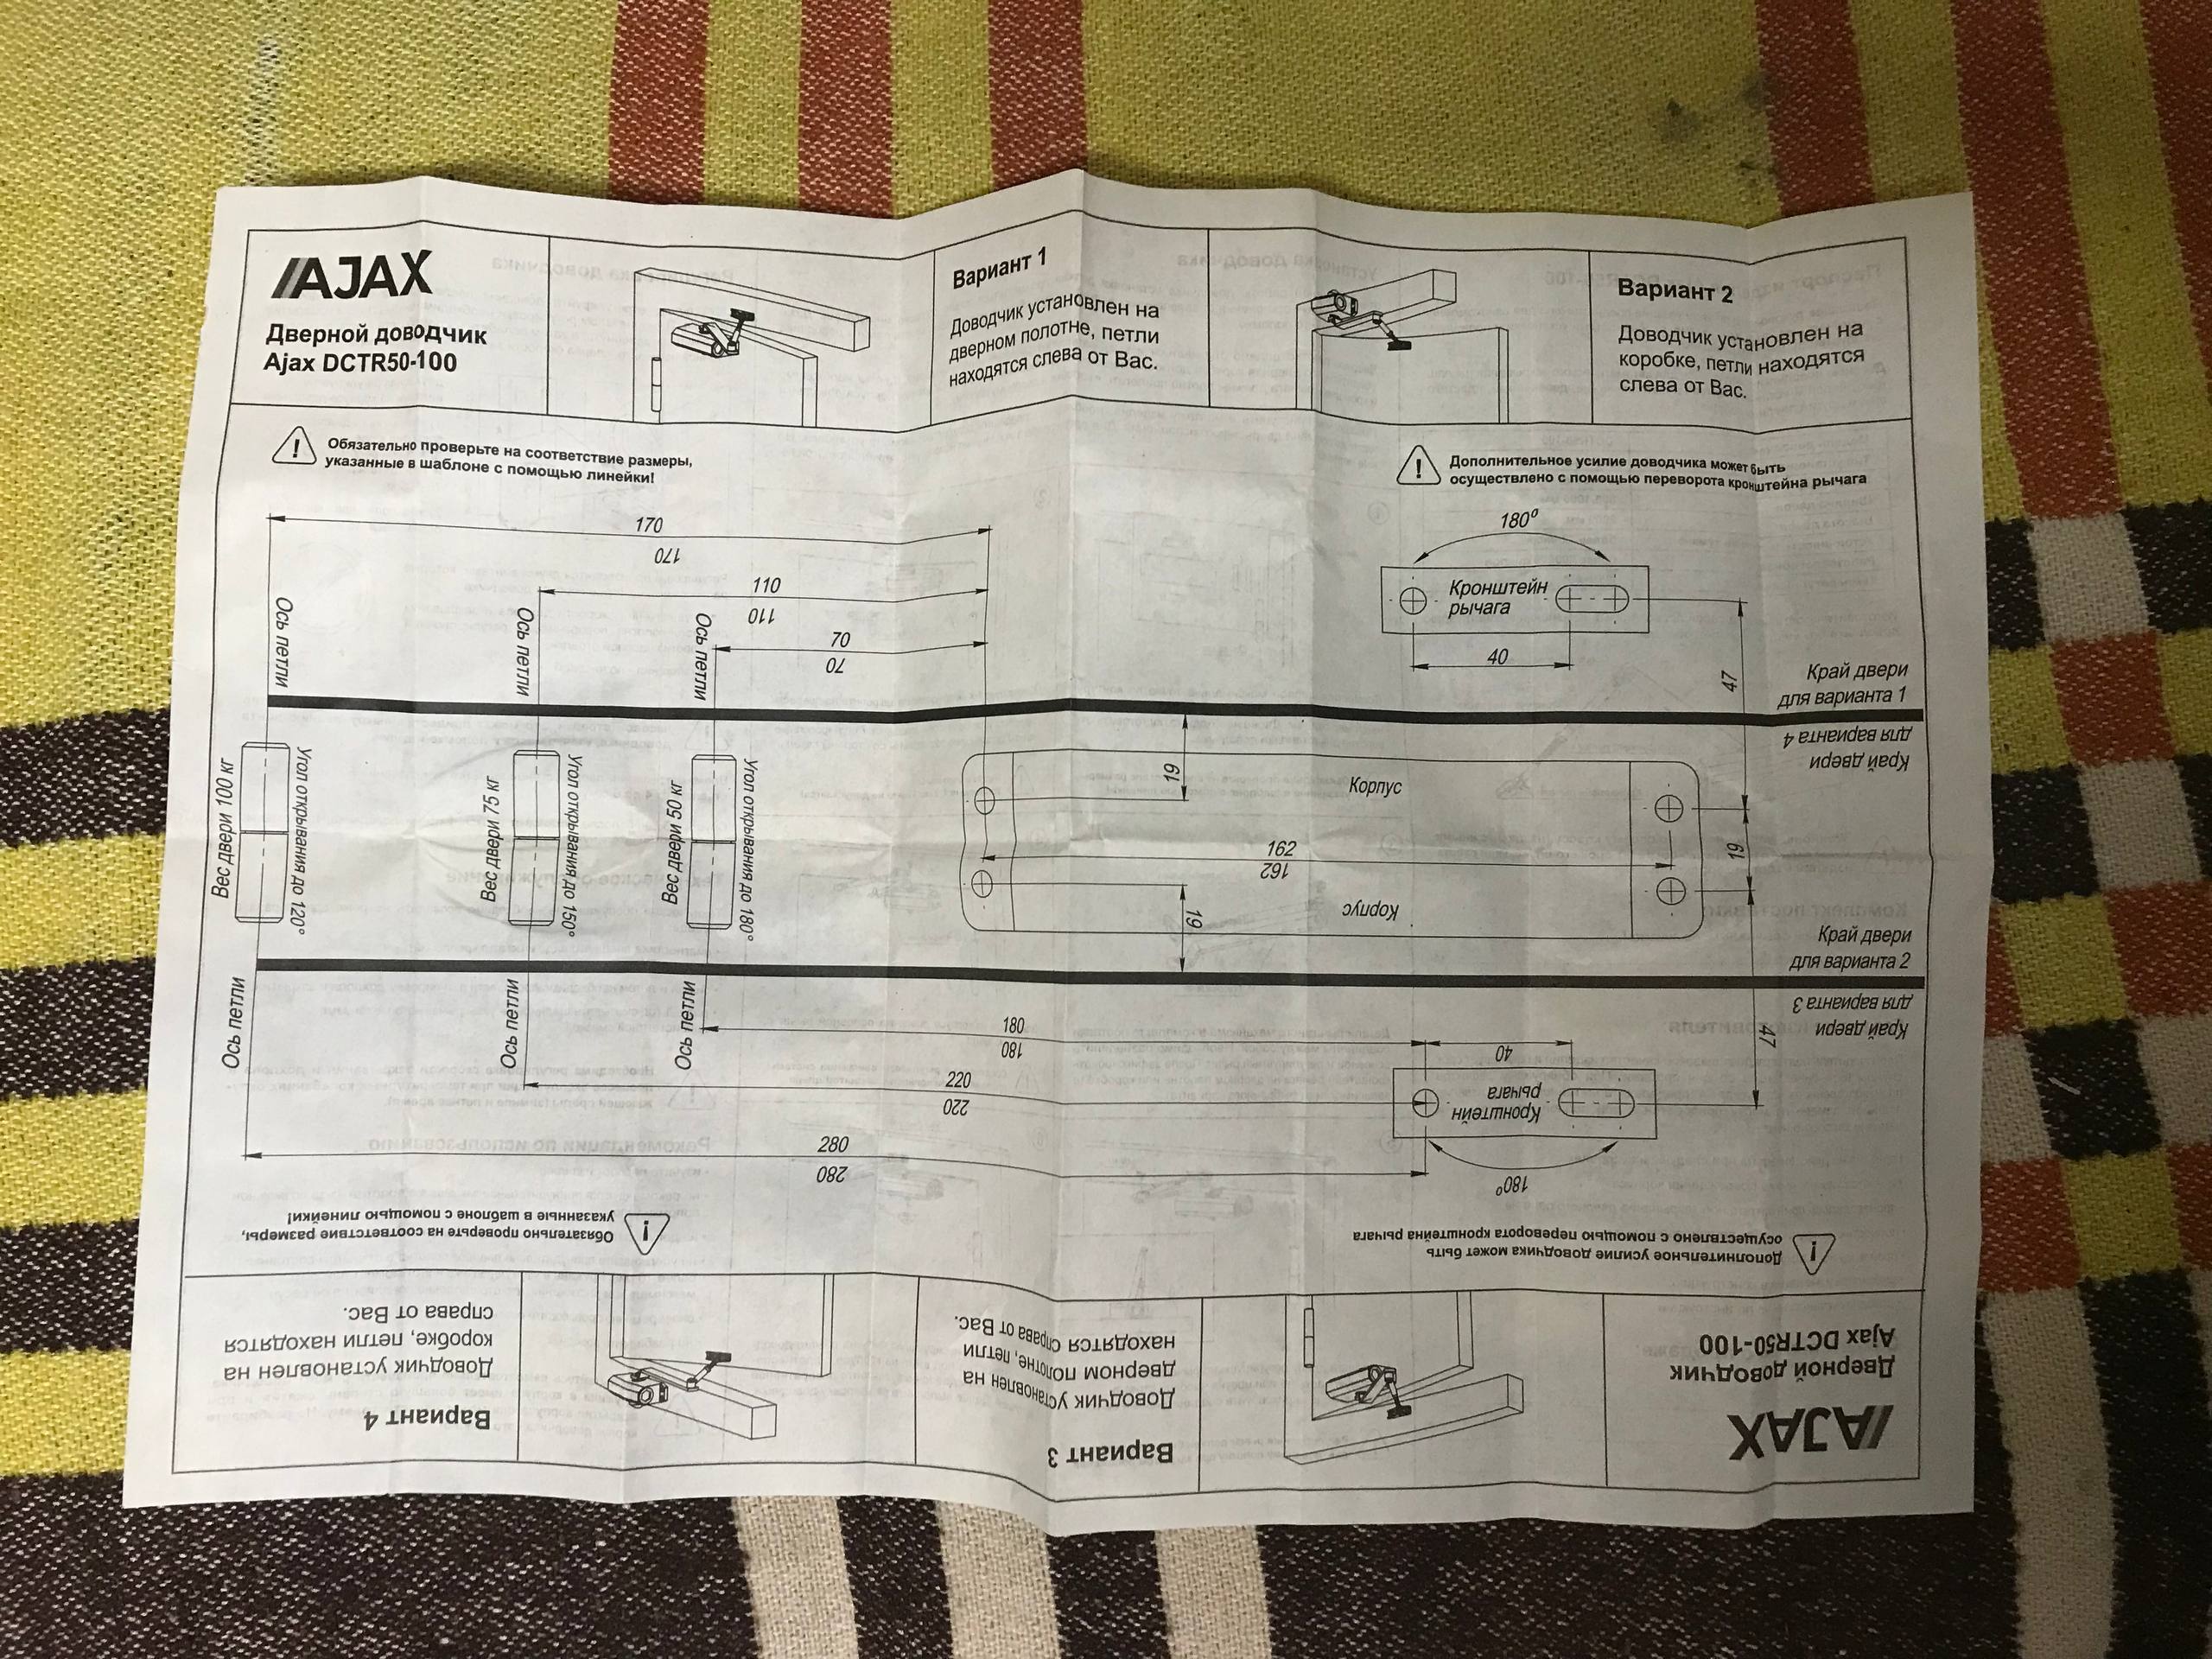 AJAX
Дверной доводчик
Ajax DCTR50-100
Вариант 1
Доводчик установлен на
дверном полотне, петли
находятся слева от Вас.
Вариант 2
Доводчик установлен на
коробке, петли находятся
слева от Вас.
Обязательно проверьте на соответствие размеры,
указанные в шаблоне с помощью линейки!
Дополнительное усилие доводчика может быть
осуществлено с помощью переворота кронштейна рычага
170
170
110
110
70
70
Ось петли
Ось петли
Ось петли
180°
Кронштейн
рычага
40
47
Край двери
для варианта 1
Край двери
для варианта 4
Вес двери 100 кг
Угол открывания до 120°
Вес двери 75 кг
Угол открывания до 150°
Вес двери 50 кг
Угол открывания до 180°
19
Корпус
162
162
19
Корпус
19
Край двери
для варианта 2
Край двери
для варианта 3
Ось петли
Ось петли
Ось петли
180
180
220
220
280
280
40
47
Кронштейн
рычага
180°
Обязательно проверьте на соответствие размеры,
указанные в шаблоне с помощью линейки!
Дополнительное усилие доводчика может быть
осуществлено с помощью переворота кронштейна рычага
AJAX
Дверной доводчик
Ajax DCTR50-100
Вариант 3
Доводчик установлен на
дверном полотне, петли
находятся справа от Вас.
Вариант 4
Доводчик установлен на
коробке, петли находятся
справа от Вас.